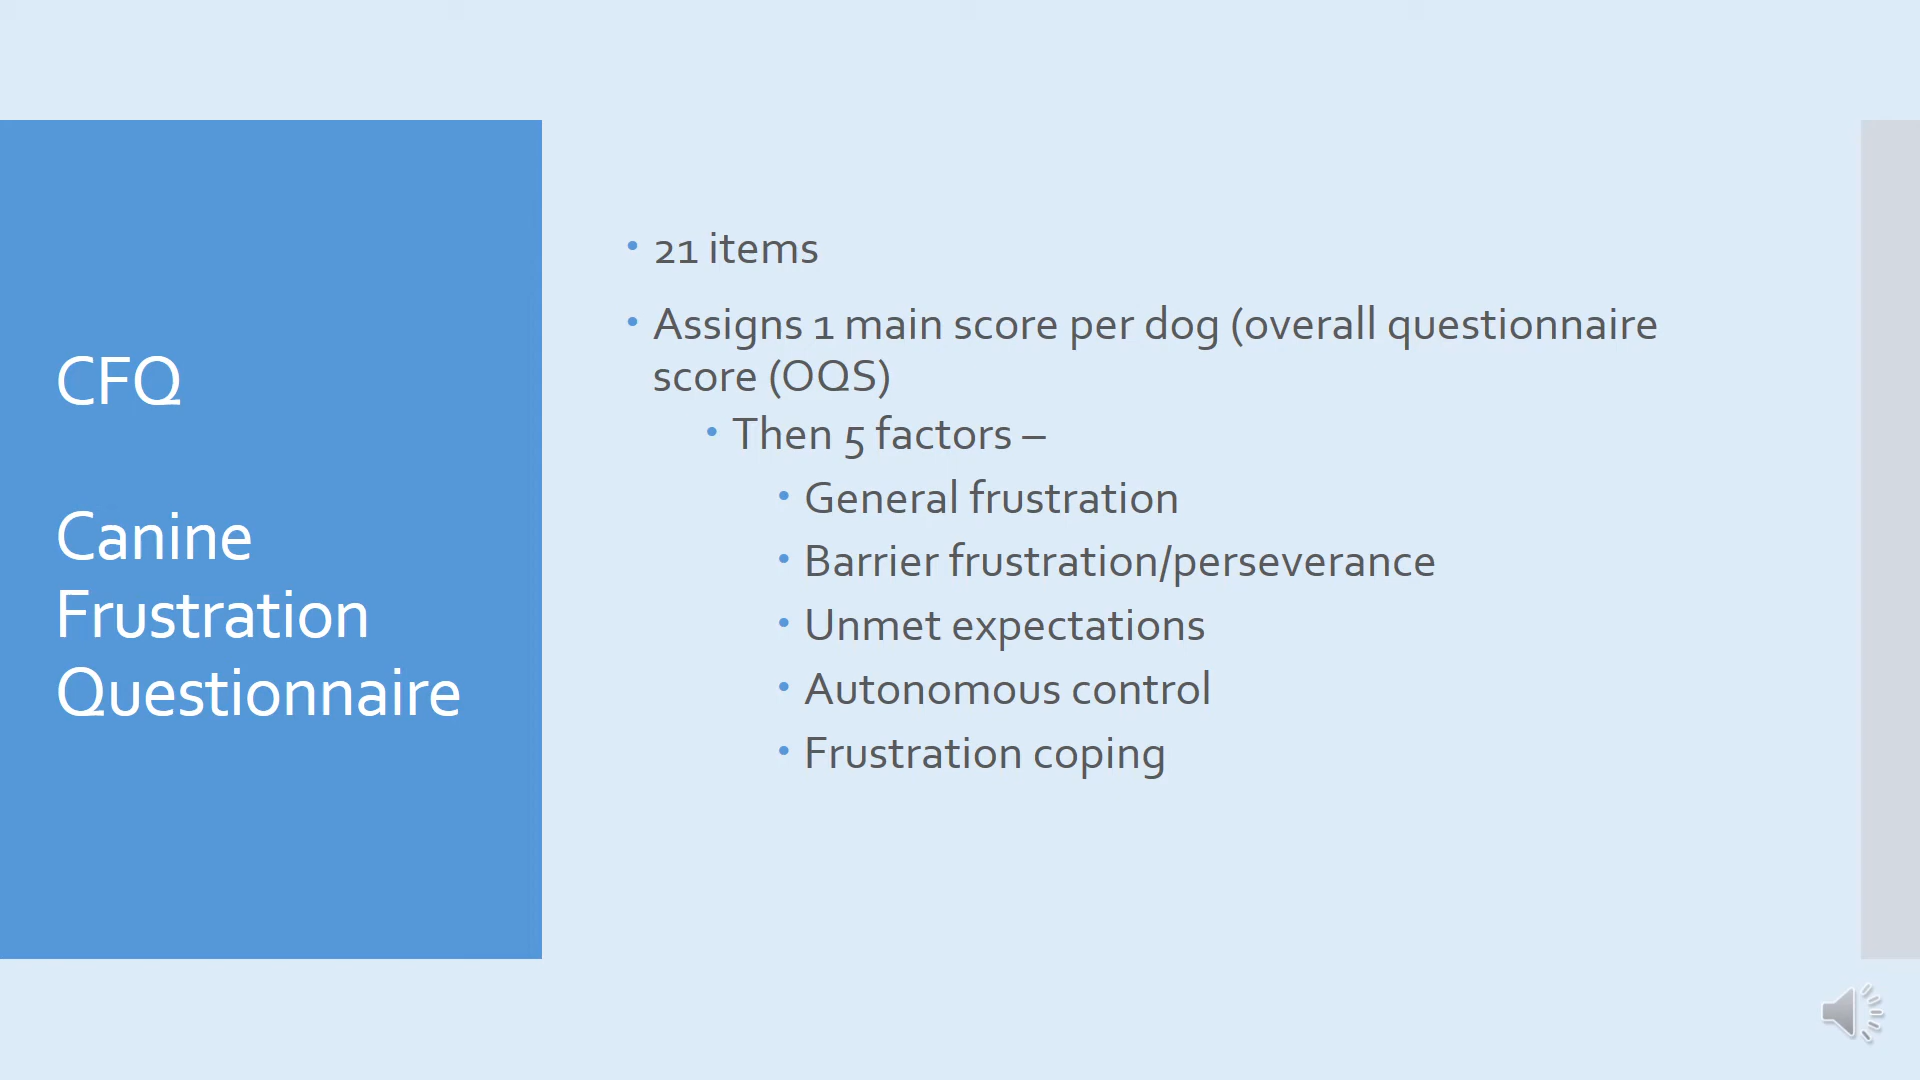 CFQ
Canine
Frustration
Questionnaire
• 21 items
• Assigns 1 main score per dog (overall questionnaire
score (OQS)
• Then 5 factors –
• General frustration
• Barrier frustration/perseverance
• Unmet expectations
• Autonomous control
• Frustration coping